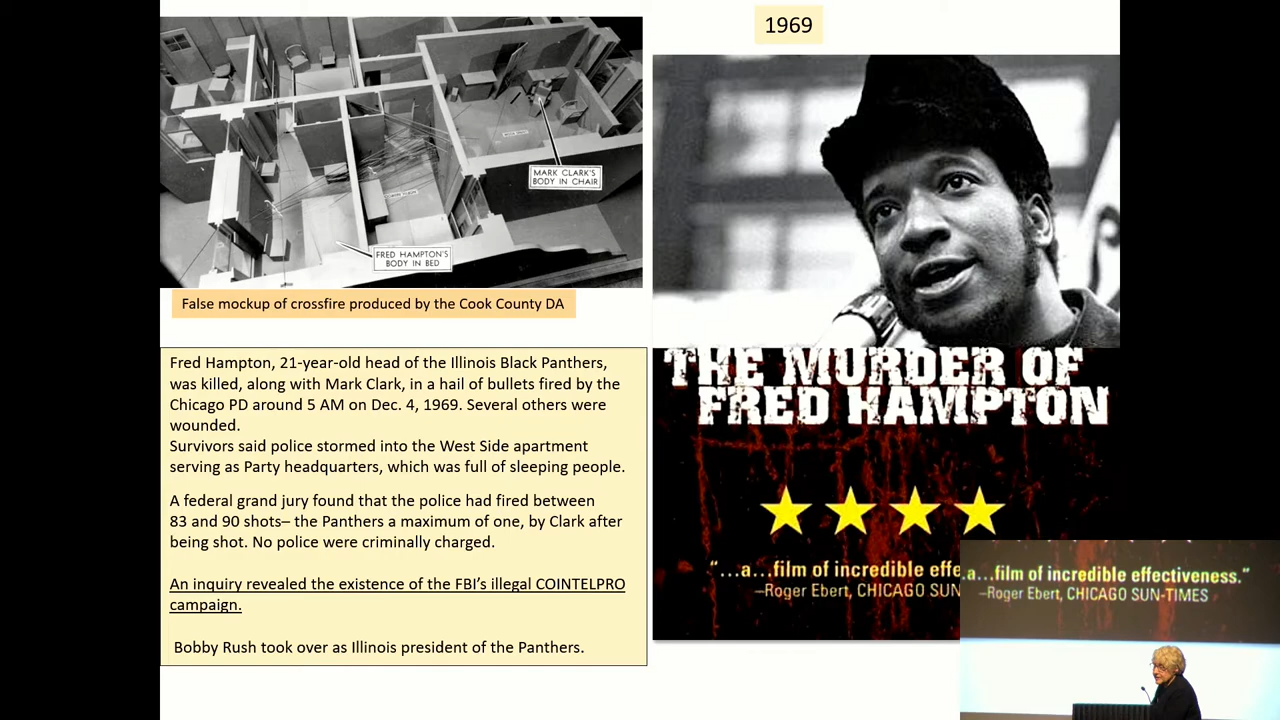 1969
MARK CLARK'S
BODY IN CHAIR
FRED HAMPTON'S
BODY IN BED
False mockup of crossfire produced by the Cook County DA
Fred Hampton, 21-year-old head of the Illinois Black Panthers,
was killed, along with Mark Clark, in a hail of bullets fired by the
Chicago PD around 5 AM on Dec. 4, 1969. Several others were
wounded.
Survivors said police stormed into the West Side apartment
serving as Party headquarters, which was full of sleeping people.
A federal grand jury found that the police had fired between
83 and 90 shots– the Panthers a maximum of one, by Clark after
being shot. No police were criminally charged.
An inquiry revealed the existence of the FBI's illegal COINTELPRO
campaign.
Bobby Rush took over as Illinois president of the Panthers.
THE MURDER OF
FRED HAMPTON
"...a...film of incredible effe
–Roger Ebert, CHICAGO SUN
.a...film of incredible effectiveness."
–Roger Ebert, CHICAGO SUN-TIMES